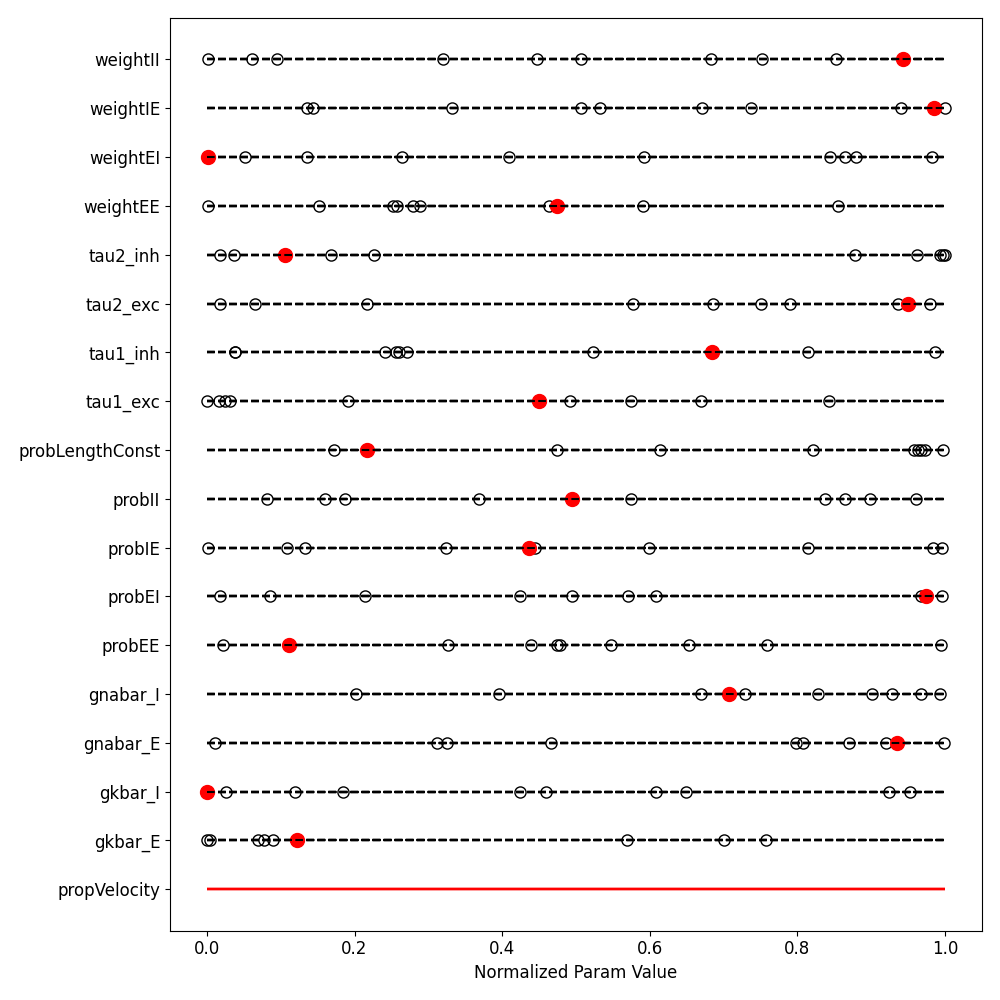 weightII
weightIE
weightEI
weightEE
tau2_inh
tau2_exc
tau1_inh
tau1_exc
probLengthConst
probII
probIE
probEI
probEE
gnabar_I
gnabar_E
gkbar_I
gkbar_E
propVelocity
0.0 0.2 0.4 0.6 0.8 1.0
Normalized Param Value